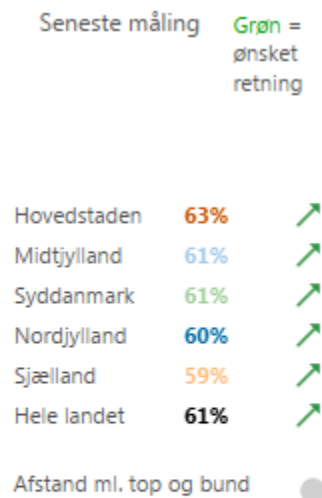 Seneste måling
Grøn =
ønsket
retning
Hovedstaden 63%
Midtjylland 61%
Syddanmark 61%
Nordjylland 60%
Sjælland 59%
Hele landet 61%
Afstand ml. top og bund